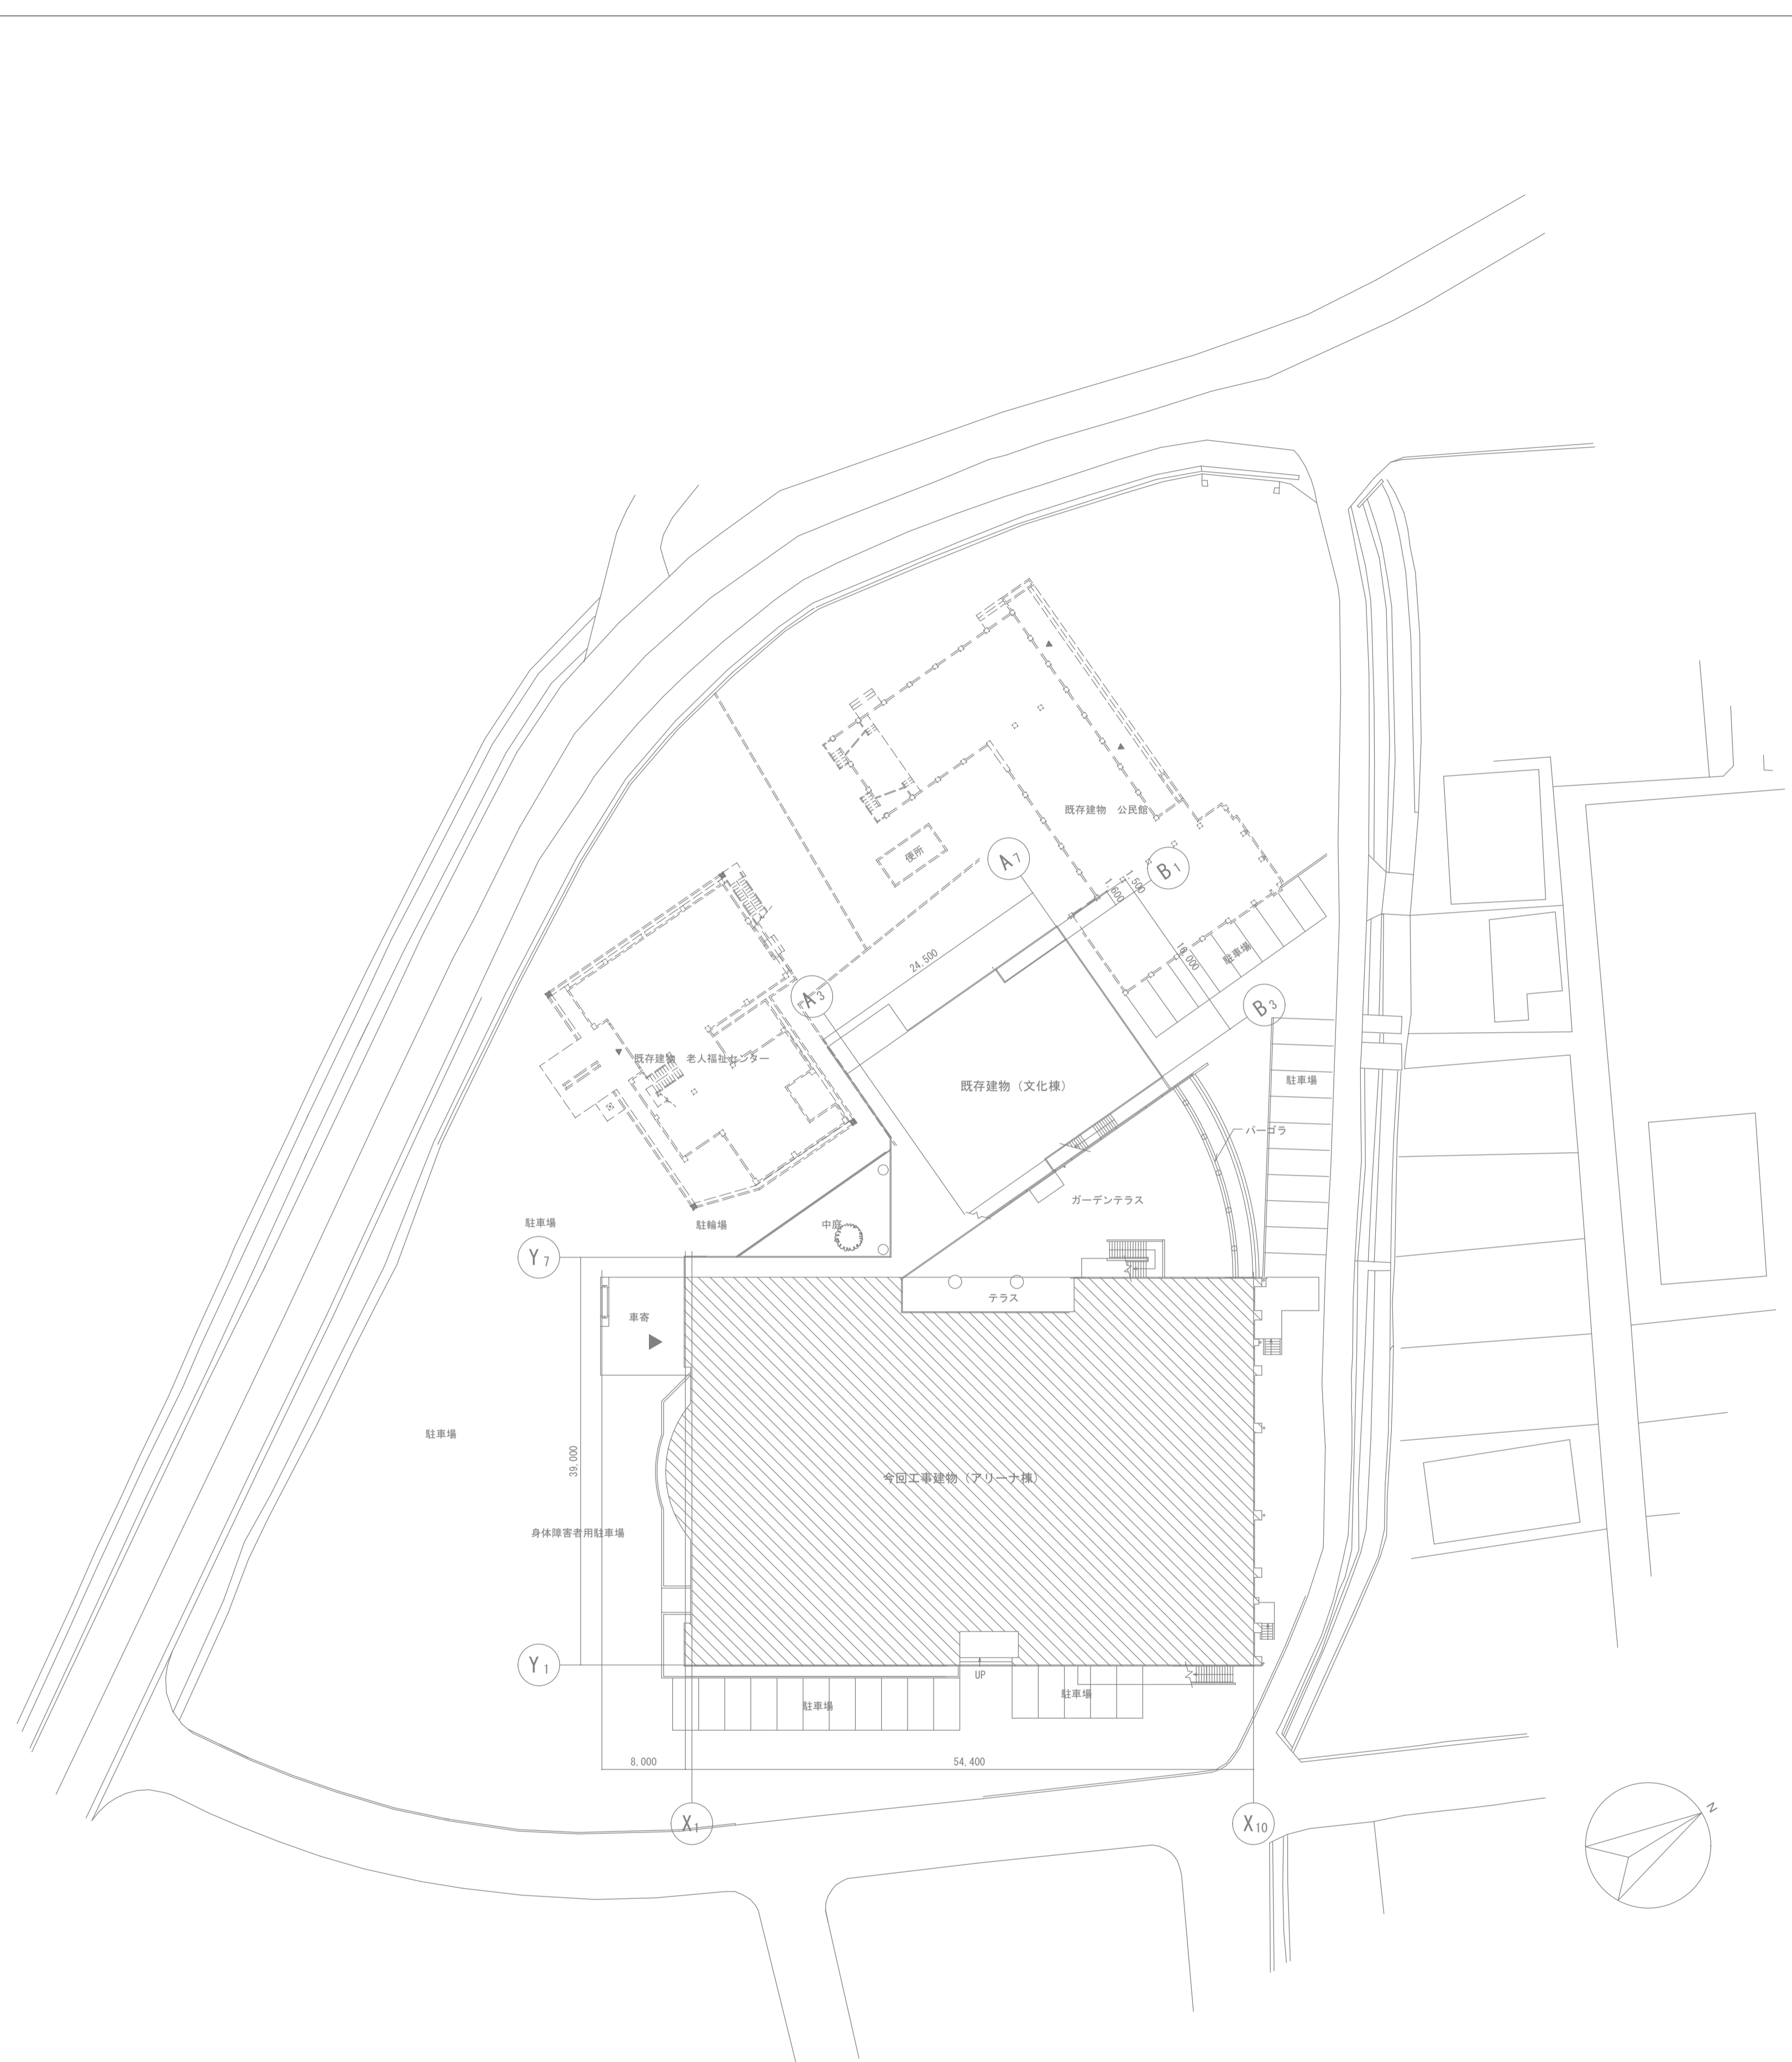 既存建物　公民館
便所
A7
B1
1,500
1,600
24,500
10,000
駐車場
A3
B3
既存建物　老人福祉センター
既存建物（文化棟）
駐車場
パーゴラ
ガーデンテラス
駐車場
駐輪場
中庭
Y7
テラス
車寄
駐車場
39,000
今回工事建物（アリーナ棟）
身体障害者用駐車場
Y1
UP
駐車場
駐車場
8,000
54,400
X1
X10
N